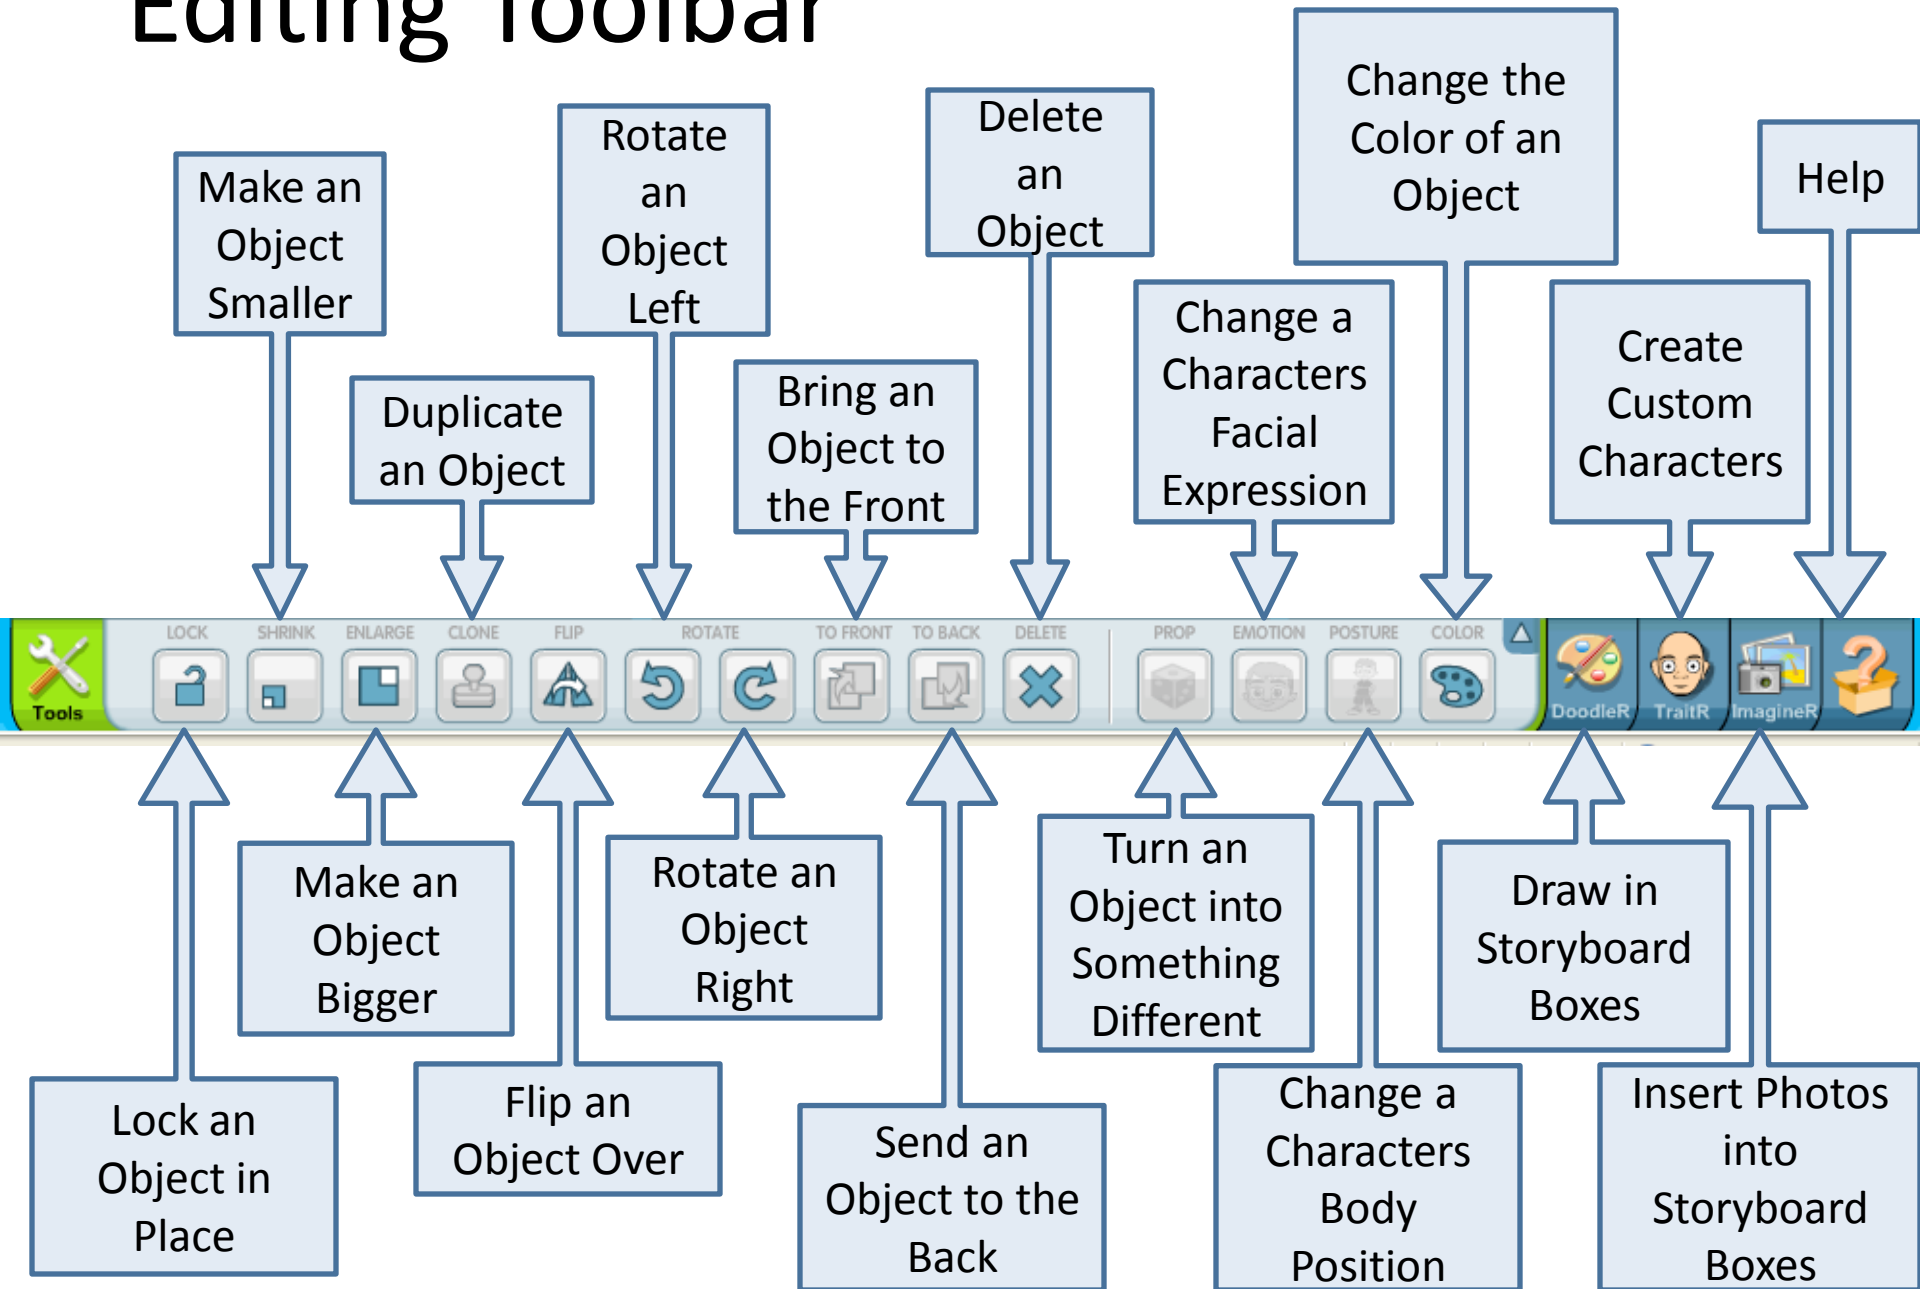 Editing Toolbar
Make an
Object
Smaller
Duplicate
an Object
Rotate
an
Object
Left
Bring an
Object to
the Front
Delete
an
Object
Change a
Characters
Facial
Expression
Change the
Color of an
Object
Create
Custom
Characters
Help
Tools
LOCK
SHRINK
ENLARGE
CLONE
FLIP
ROTATE
TO FRONT
TO BACK
DELETE
PROP
EMOTION
POSTURE
COLOR
DoodleR
TraitR
ImagineR
Lock an
Object in
Place
Make an
Object
Bigger
Flip an
Object Over
Rotate an
Object
Right
Send an
Object to the
Back
Turn an
Object into
Something
Different
Change a
Characters
Body
Position
Draw in
Storyboard
Boxes
Insert Photos
into
Storyboard
Boxes